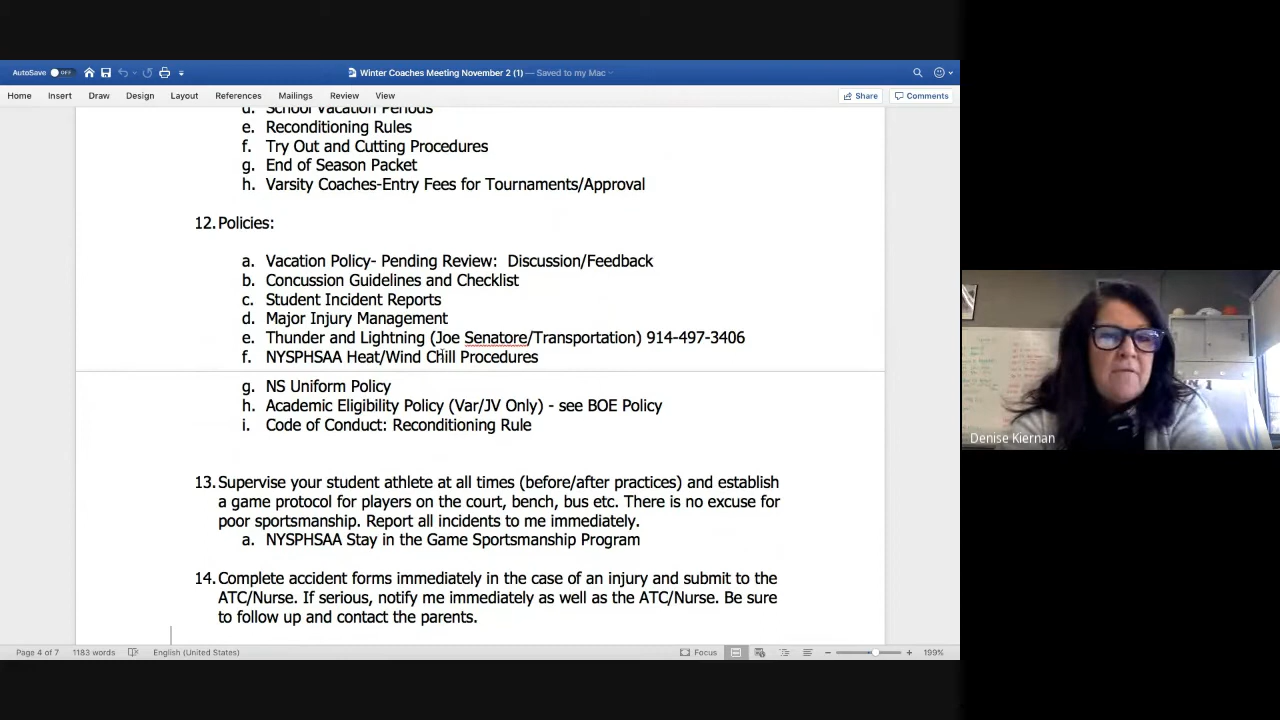 AutoSave OFF Winter Coaches Meeting November 2 (1) — Saved to my Mac
Home Insert Draw Design Layout References Mailings Review View Share Comments
d. School Vacation Periods
e. Reconditioning Rules
f. Try Out and Cutting Procedures
g. End of Season Packet
h. Varsity Coaches-Entry Fees for Tournaments/Approval
12. Policies:
a. Vacation Policy- Pending Review: Discussion/Feedback
b. Concussion Guidelines and Checklist
c. Student Incident Reports
d. Major Injury Management
e. Thunder and Lightning (Joe Senatore/Transportation) 914-497-3406
f. NYSPHSAA Heat/Wind Chill Procedures
g. NS Uniform Policy
h. Academic Eligibility Policy (Var/JV Only) - see BOE Policy
i. Code of Conduct: Reconditioning Rule
13. Supervise your student athlete at all times (before/after practices) and establish
a game protocol for players on the court, bench, bus etc. There is no excuse for
poor sportsmanship. Report all incidents to me immediately.
a. NYSPHSAA Stay in the Game Sportsmanship Program
14. Complete accident forms immediately in the case of an injury and submit to the
ATC/Nurse. If serious, notify me immediately as well as the ATC/Nurse. Be sure
to follow up and contact the parents.
Page 4 of 7 1183 words English (United States) Focus 199%
Denise Kiernan